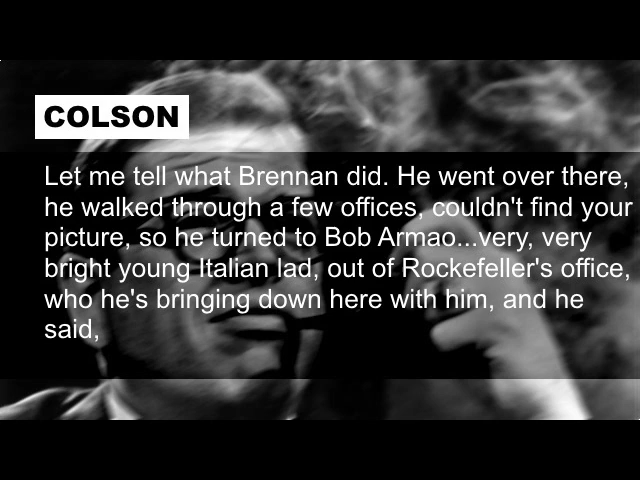 COLSON
Let me tell what Brennan did. He went over there,
he walked through a few offices, couldn't find your
picture, so he turned to Bob Armao...very, very
bright young Italian lad, out of Rockefeller's office,
who he's bringing down here with him, and he
said,